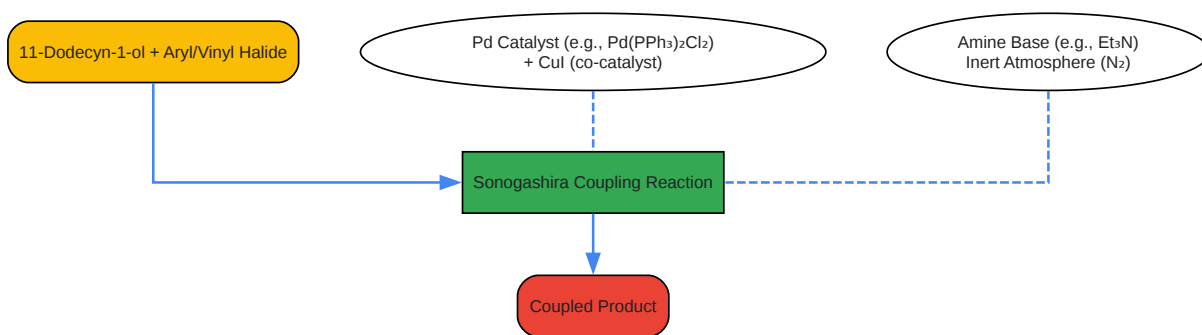 11-Dodecyn-1-ol + Aryl/Vinyl Halide
Pd Catalyst (e.g., Pd(PPh₃)₂Cl₂)
+ CuI (co-catalyst)
Amine Base (e.g., Et₃N)
Inert Atmosphere (N₂)
Sonogashira Coupling Reaction
Coupled Product